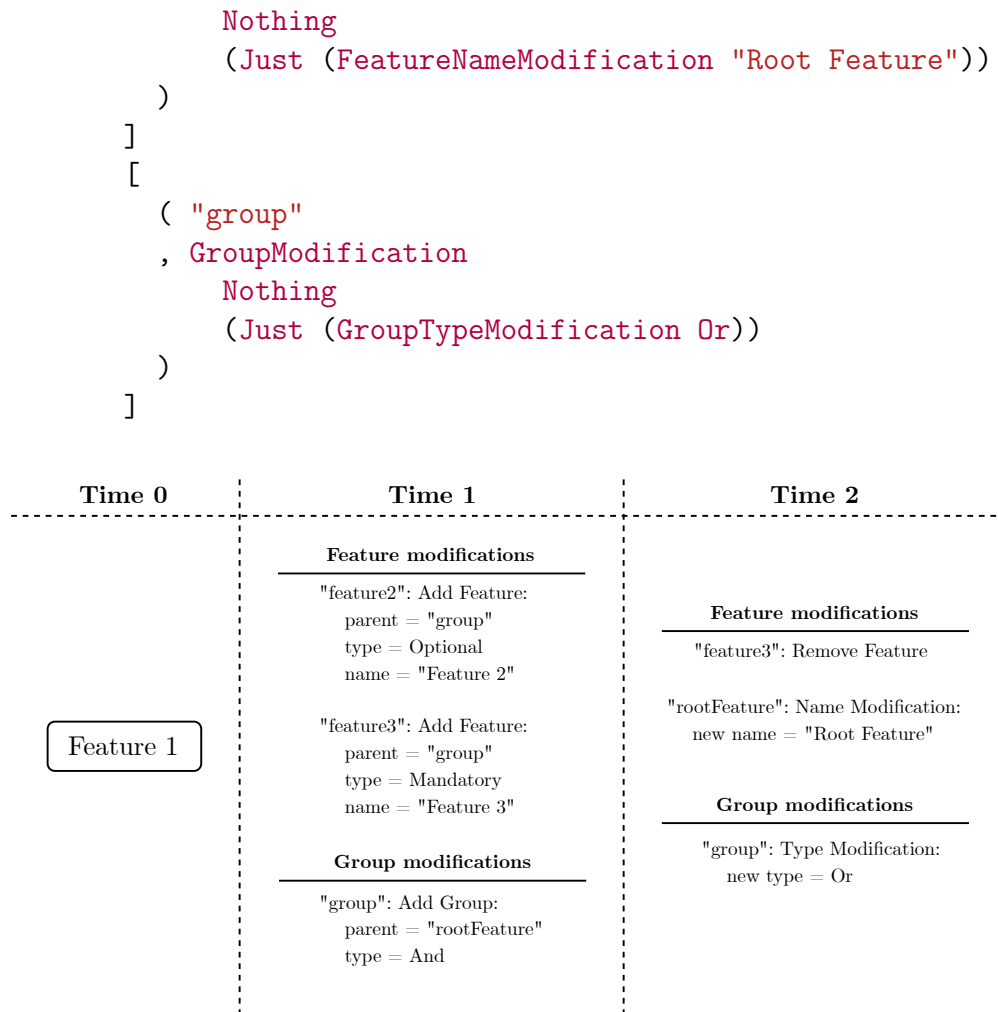 Nothing
(Just (FeatureNameModification "Root Feature"))
)
]
[
( "group"
, GroupModification
Nothing
(Just (GroupTypeModification Or))
)
]
Time 0
Time 1
Time 2
Feature 1
Feature modifications
"feature2": Add Feature:
parent = "group"
type = Optional
name = "Feature 2"
"feature3": Add Feature:
parent = "group"
type = Mandatory
name = "Feature 3"
Group modifications
"group": Add Group:
parent = "rootFeature"
type = And
Feature modifications
"feature3": Remove Feature
"rootFeature": Name Modification:
new name = "Root Feature"
Group modifications
"group": Type Modification:
new type = Or